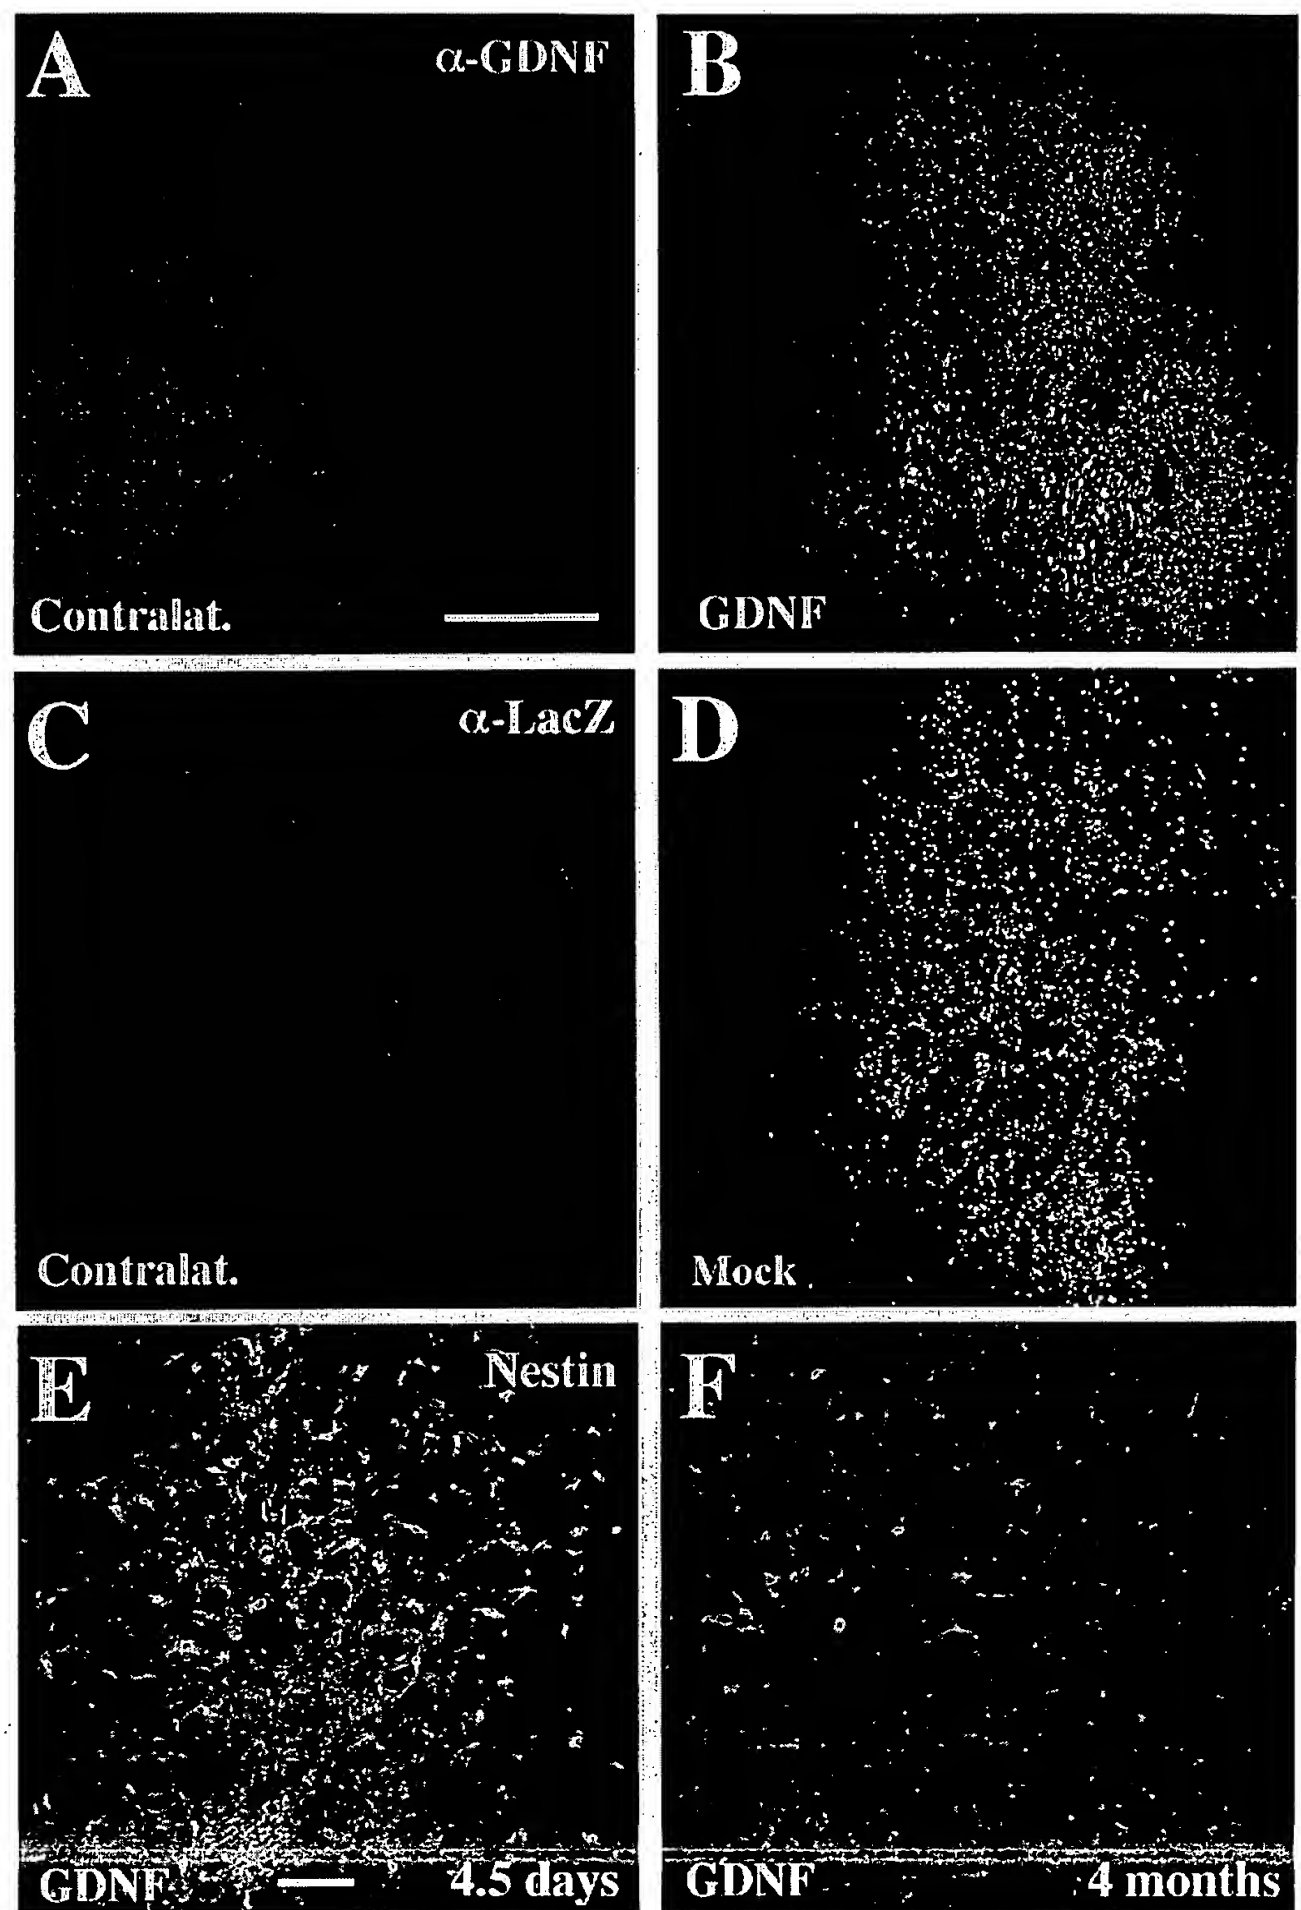 A α-GDNF
B
Contralat.
GDNF
C α-LacZ
D
Contralat.
Mock
E Nestin
F
GDNF 4.5 days
GDNF 4 months